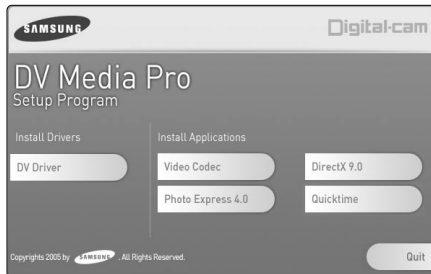 SAMSUNG
Digital-cam
DV Media Pro
Setup Program
Install Drivers
Install Applications
DV Driver
Video Codec
DirectX 9.0
Photo Express 4.0
Quicktime
Copyrights 2005 by SAMSUNG . All Rights Reserved.
Quit